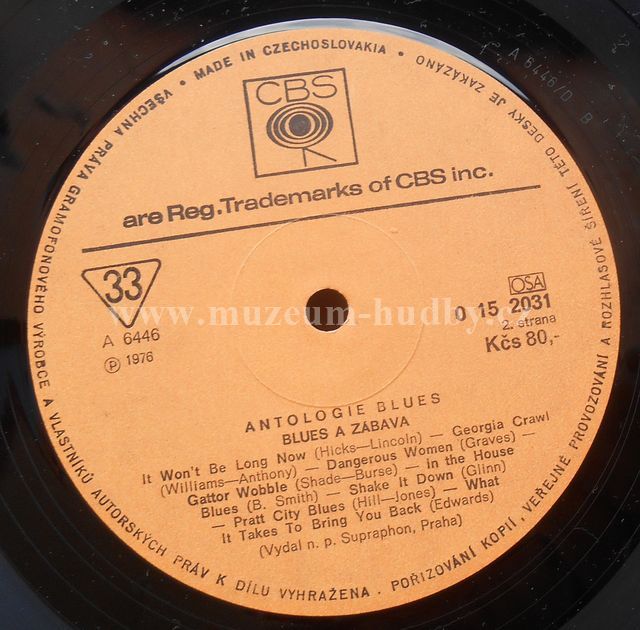 VŠECHNA PRÁVA GRAMOFONOVÉHO VÝROBCE A VLASTNÍKŮ AUTORSKÝCH PRÁV K DÍLU VYHRAŽENA · POŘIZOVÁNÍ KOPIÍ, VEŘEJNÉ PROVOZOVÁNÍ A ROZHLASOVÉ ŠÍŘENÍ TÉTO DESKY JE ZAKÁZÁNO · MADE IN CZECHOSLOVAKIA ·
A 6446/D B
CBS
are Reg.Trademarks of CBS inc.
33
A 6446
Ⓟ 1976
OSA
0 15 2031
2. strana
Kčs 80,-
www.muzeum-hudby.cz
ANTOLOGIE BLUES
BLUES A ZÁBAVA
It Won't Be Long Now (Hicks—Lincoln) — Georgia Crawl
(Williams—Anthony) — Dangerous Women (Graves) —
Gattor Wobble (Shade—Burse) — in the House
Blues (B. Smith) — Shake It Down (Glinn)
— Pratt City Blues (Hill—Jones) — What
It Takes To Bring You Back (Edwards)
(Vydal n. p. Supraphon, Praha)